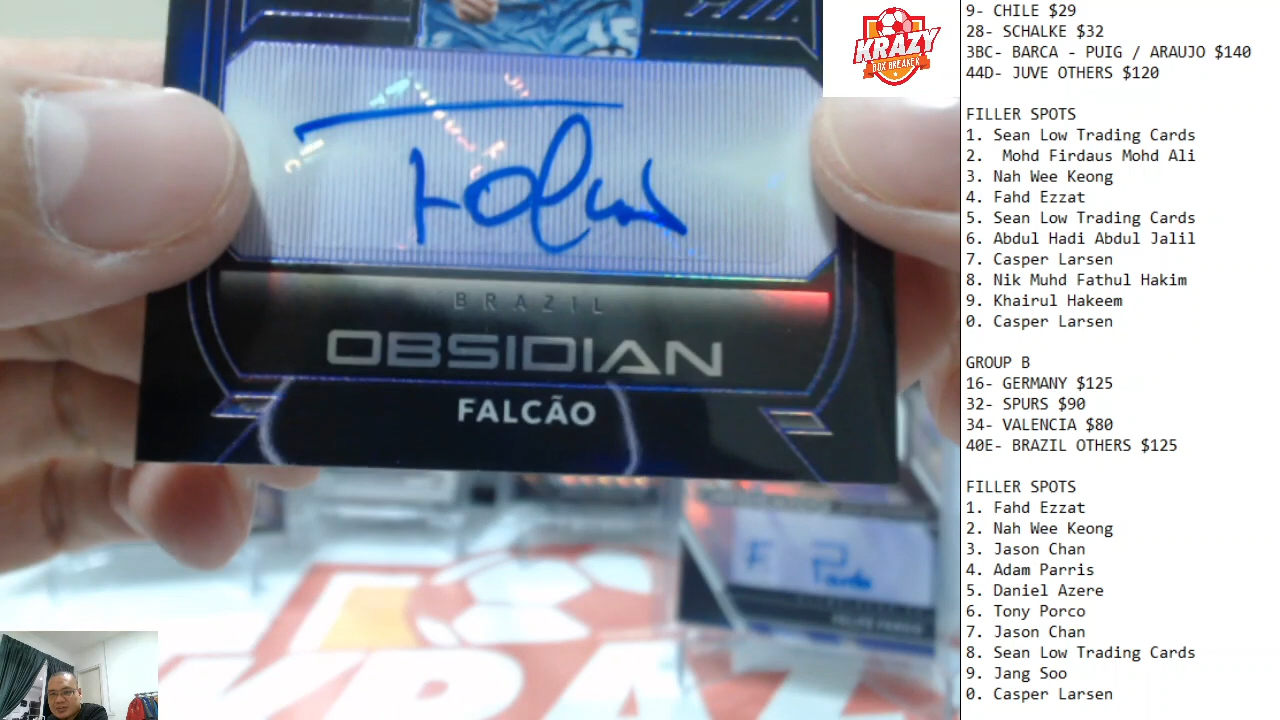 KRAZY
BOX BREAKER
BRAZIL
OBSIDIAN
FALCÃO
9- CHILE $29
28- SCHALKE $32
3BC- BARCA - PUIG / ARAUJO $140
44D- JUVE OTHERS $120
FILLER SPOTS
1. Sean Low Trading Cards
2. Mohd Firdaus Mohd Ali
3. Nah Wee Keong
4. Fahd Ezzat
5. Sean Low Trading Cards
6. Abdul Hadi Abdul Jalil
7. Casper Larsen
8. Nik Muhd Fathul Hakim
9. Khairul Hakeem
0. Casper Larsen
GROUP B
16- GERMANY $125
32- SPURS $90
34- VALENCIA $80
40E- BRAZIL OTHERS $125
FILLER SPOTS
1. Fahd Ezzat
2. Nah Wee Keong
3. Jason Chan
4. Adam Parris
5. Daniel Azere
6. Tony Porco
7. Jason Chan
8. Sean Low Trading Cards
9. Jang Soo
0. Casper Larsen